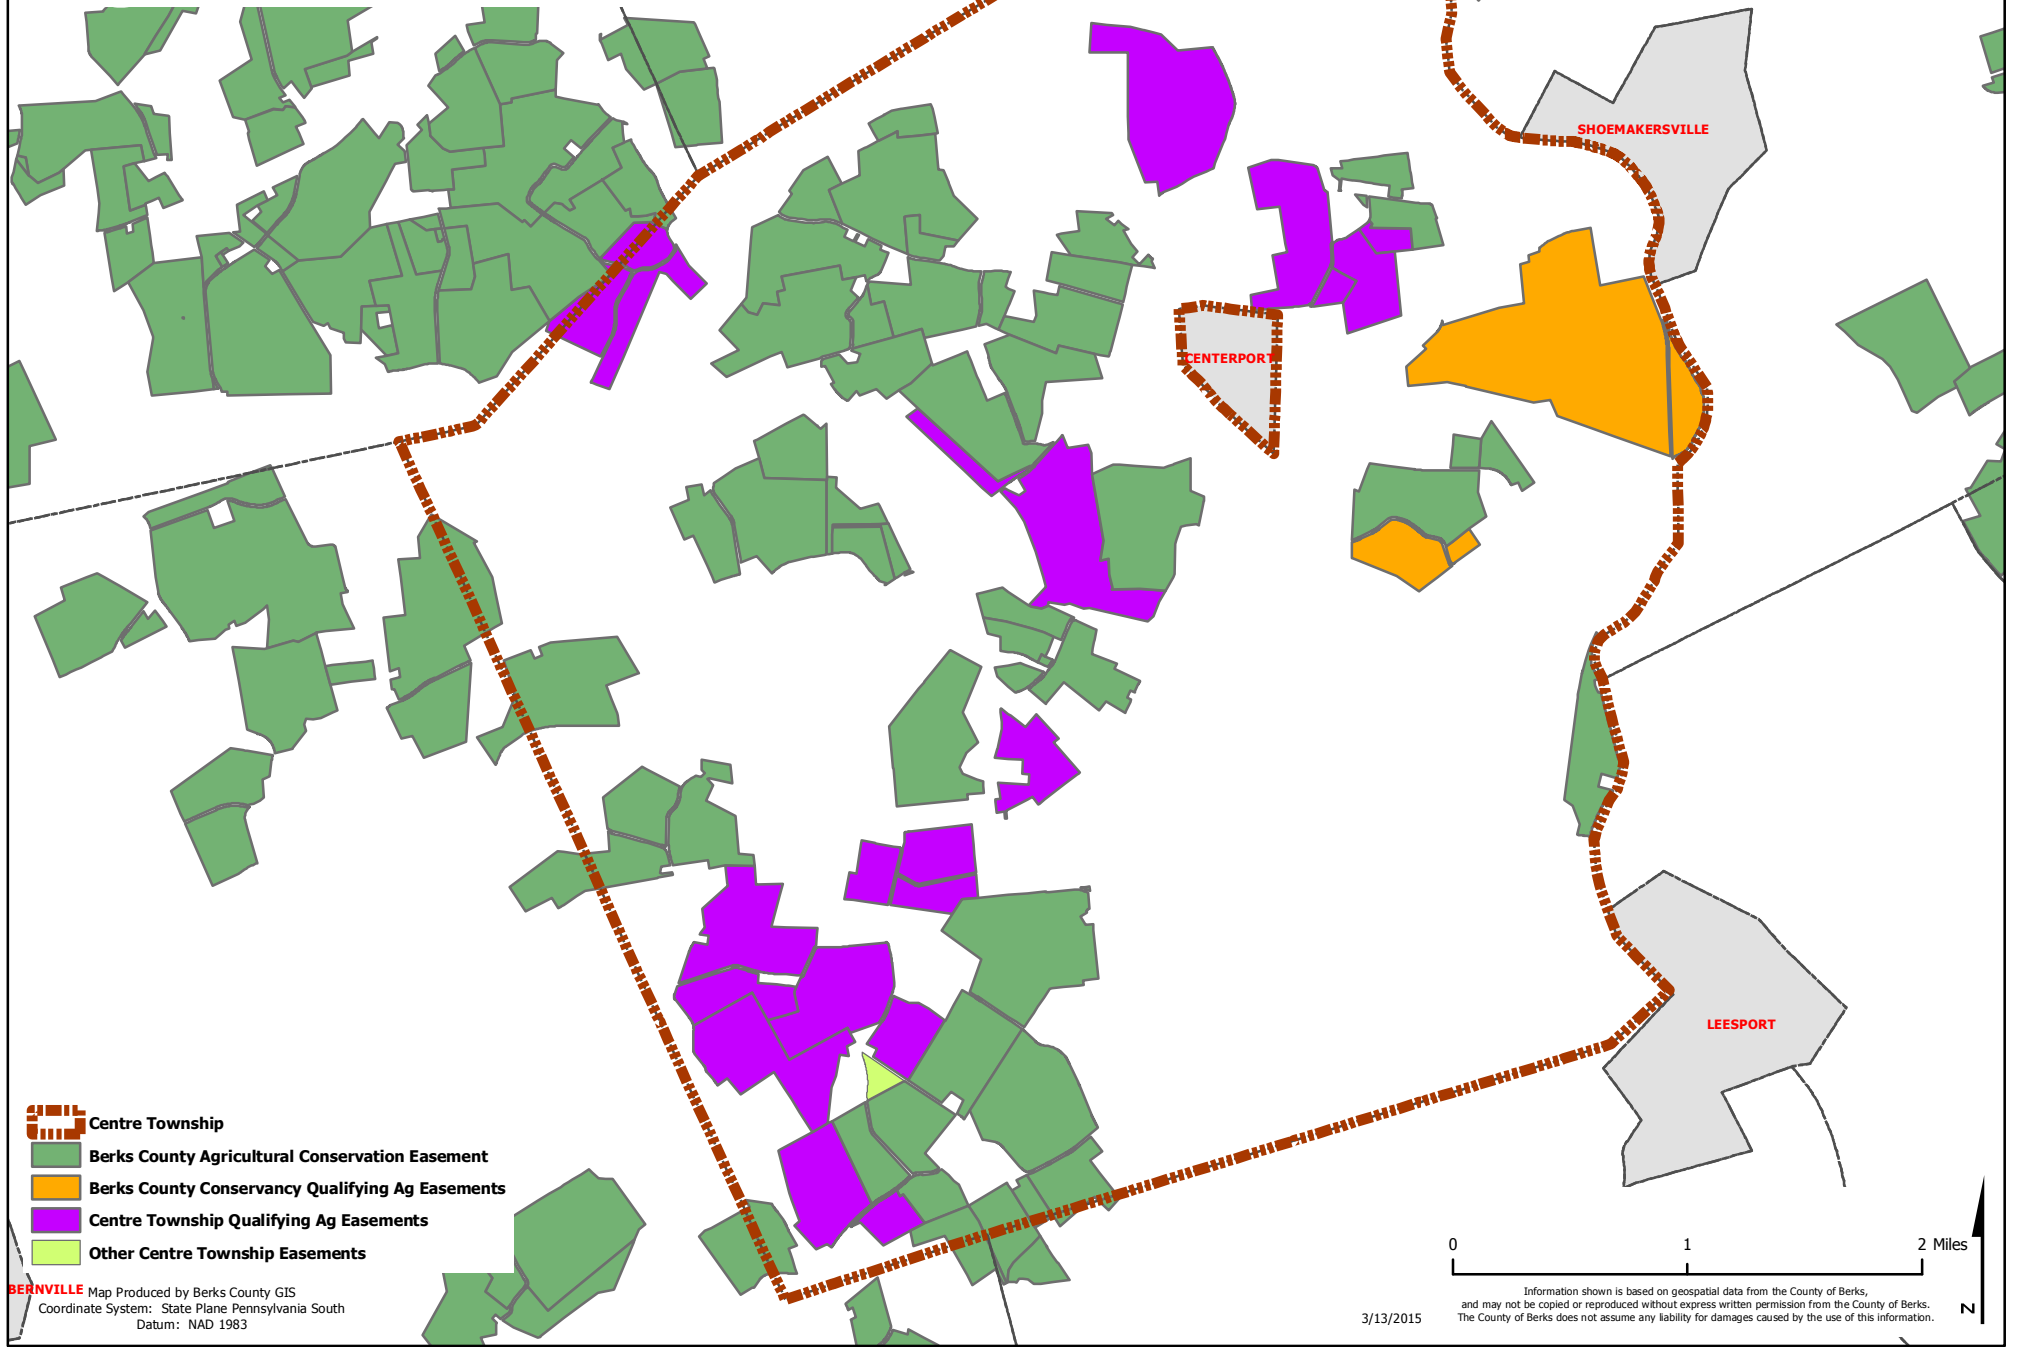 SHOEMAKERSVILLE
CENTERPORT
LEESPORT
Centre Township
Berks County Agricultural Conservation Easement
Berks County Conservancy Qualifying Ag Easements
Centre Township Qualifying Ag Easements
Other Centre Township Easements
BERNVILLE
Map Produced by Berks County GIS
Coordinate System: State Plane Pennsylvania South
Datum: NAD 1983
0 1 2 Miles
3/13/2015
Information shown is based on geospatial data from the County of Berks,
and may not be copied or reproduced without express written permission from the County of Berks.
The County of Berks does not assume any liability for damages caused by the use of this information.
N